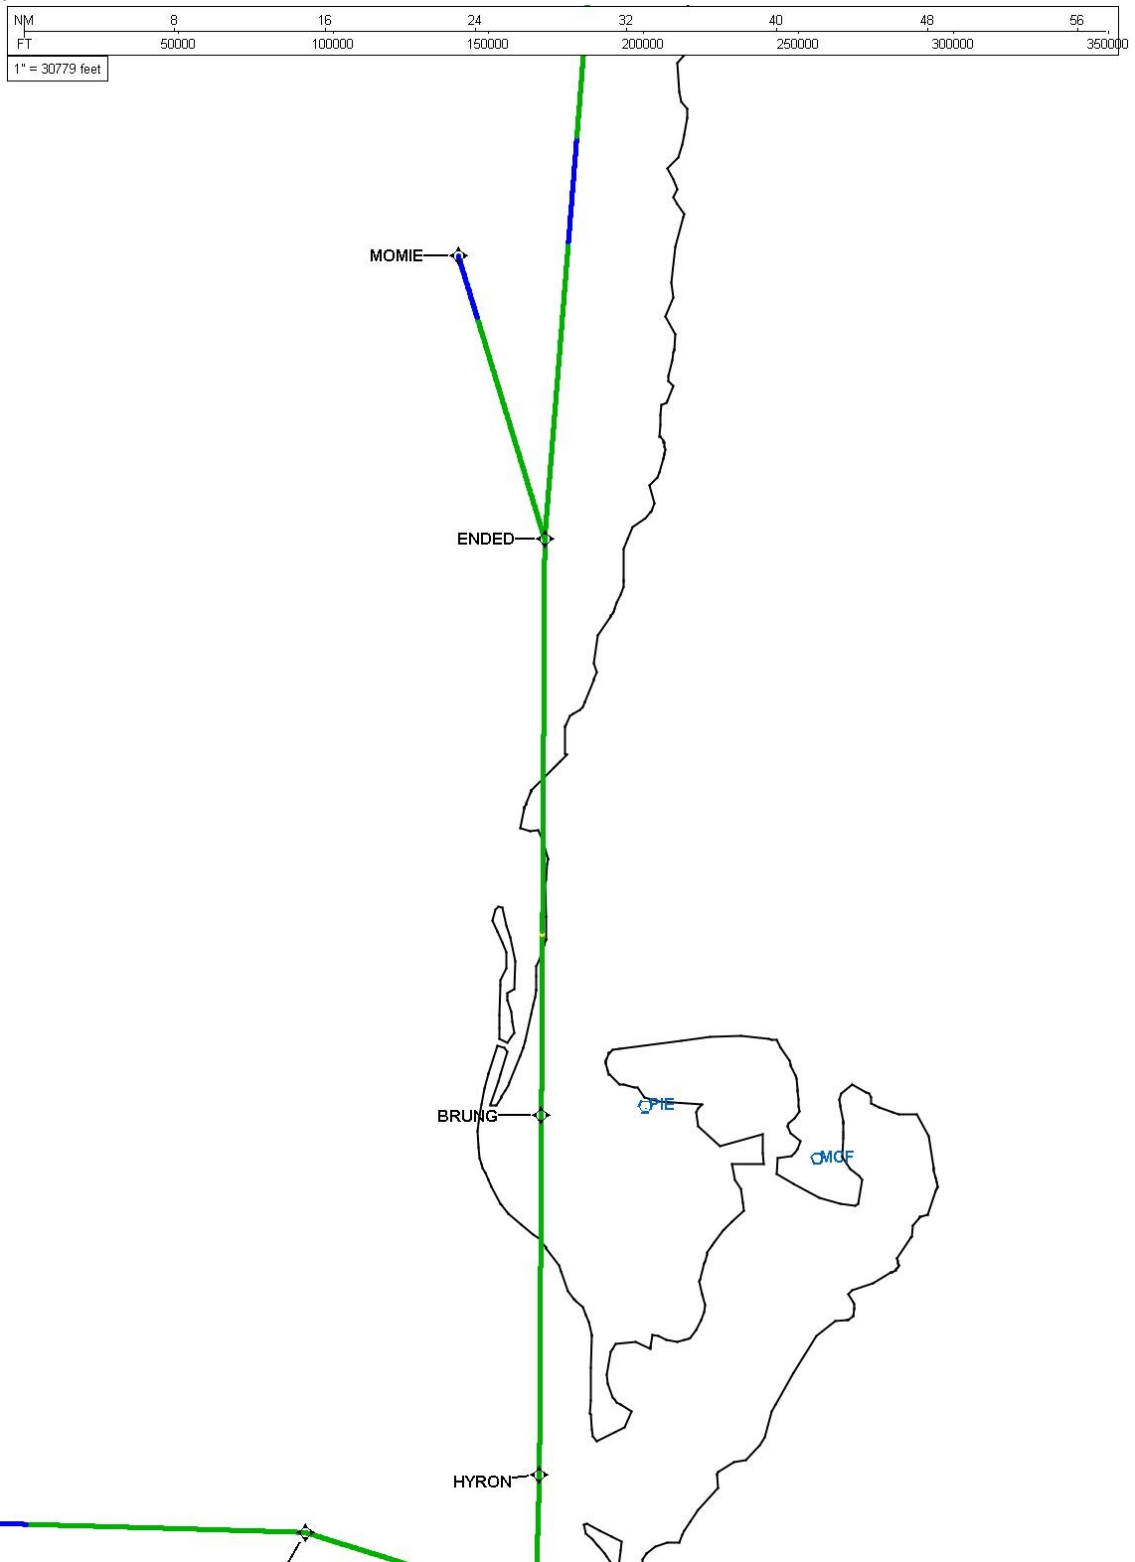 NM 8 16 24 32 40 48 56
FT 50000 100000 150000 200000 250000 300000 350000
1" = 30779 feet
MOMIE
ENDED
PIE
BRUNG
MCF
HYRON